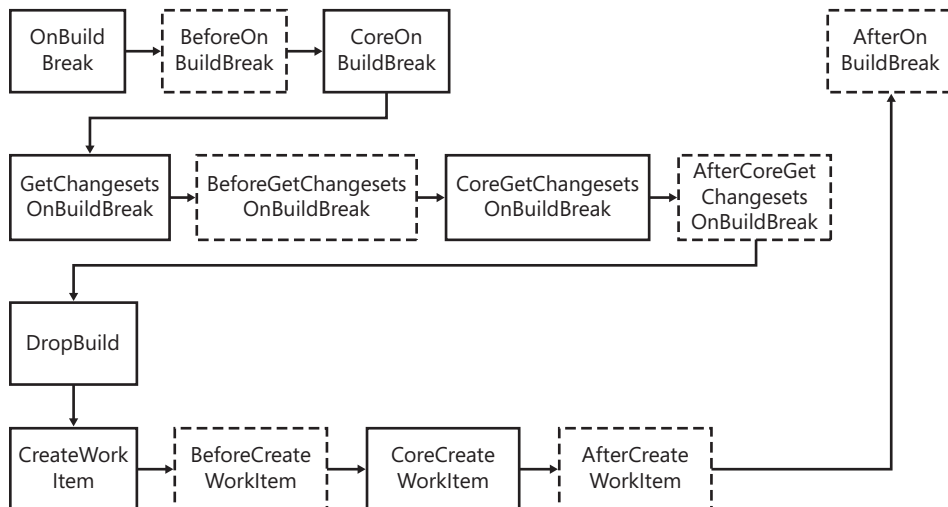 OnBuild
Break
BeforeOn
BuildBreak
CoreOn
BuildBreak
AfterOn
BuildBreak
GetChangesets
OnBuildBreak
BeforeGetChangesets
OnBuildBreak
CoreGetChangesets
OnBuildBreak
AfterCoreGet
Changesets
OnBuildBreak
DropBuild
CreateWork
Item
BeforeCreate
WorkItem
CoreCreate
WorkItem
AfterCreate
WorkItem